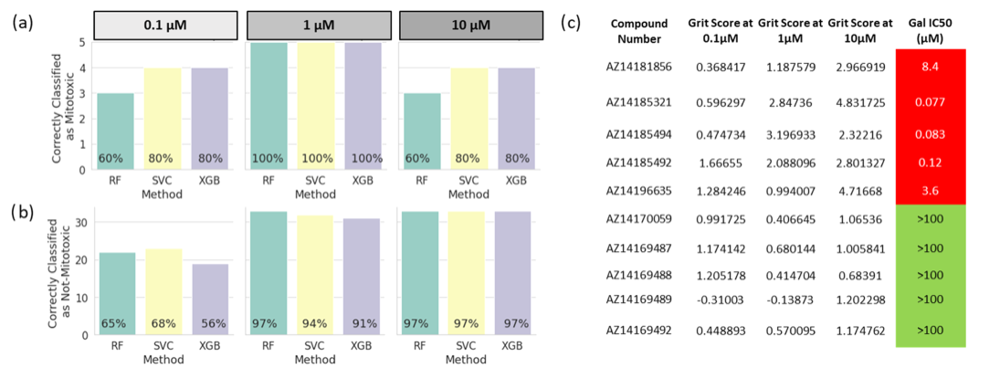 (a)
0.1 µM
1 µM
10 µM
Correctly Classified
as Mitotoxic
5
4
3
2
1
0
60%
80%
80%
100%
100%
100%
60%
80%
80%
RF
SVC
XGB
RF
SVC
XGB
RF
SVC
XGB
Method
Method
Method
(b)
Correctly Classified
as Not-Mitotoxic
30
20
10
0
65%
68%
56%
97%
94%
91%
97%
97%
97%
RF
SVC
XGB
RF
SVC
XGB
RF
SVC
XGB
Method
Method
Method
(c)
Compound Grit Score at Grit Score at Grit Score at Gal IC50
Number 0.1µM 1µM 10µM (µM)
AZ14181856 0.368417 1.187579 2.966919 8.4
AZ14185321 0.596297 2.84736 4.831725 0.077
AZ14185494 0.474734 3.196933 2.32216 0.083
AZ14185492 1.66655 2.088096 2.801327 0.12
AZ14196635 1.284246 0.994007 4.71668 3.6
AZ14170059 0.991725 0.406645 1.06536 >100
AZ14169487 1.174142 0.680144 1.005841 >100
AZ14169488 1.205178 0.414704 0.68391 >100
AZ14169489 -0.31003 -0.13873 1.202298 >100
AZ14169492 0.448893 0.570095 1.174762 >100